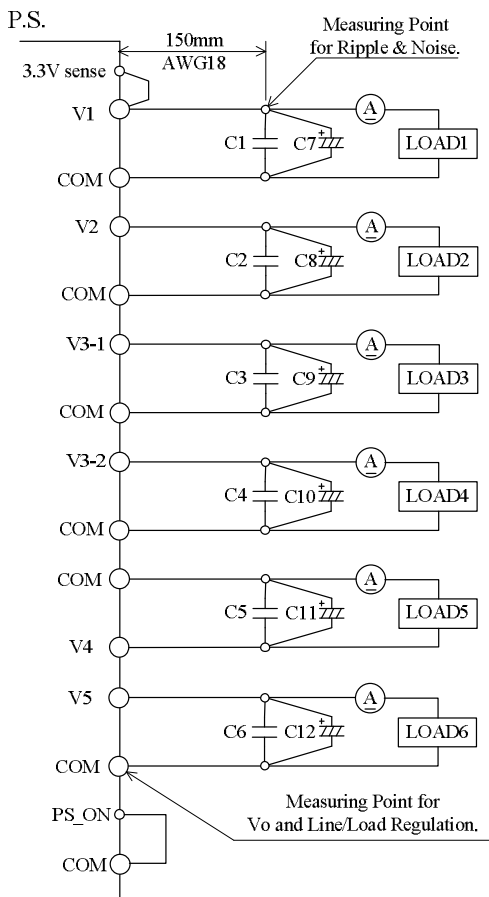 P.S.
Measuring Point
for Ripple & Noise.
150mm
AWG18
3.3V sense
V1
A
C1
C7
+
LOAD1
COM
V2
A
C2
C8
+
LOAD2
COM
V3-1
A
C3
C9
+
LOAD3
COM
V3-2
A
C4
C10
+
LOAD4
COM
COM
A
C5
C11
+
LOAD5
V4
V5
A
C6
C12
+
LOAD6
COM
PS_ON
Measuring Point for
Vo and Line/Load Regulation.
COM